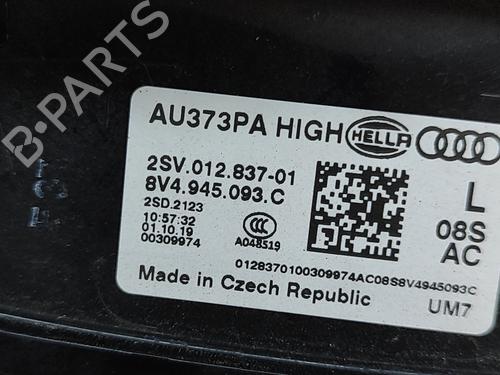 B-PARTS
AU373PA HIGH HELLA
2SV.012.837-01
8V4.945.093.C
2SD.2123
10:57:32
01.10.19
00309974
A048519
L
08S
AC
0128370100309974AC08S8V4945093C
Made in Czech Republic
UM7